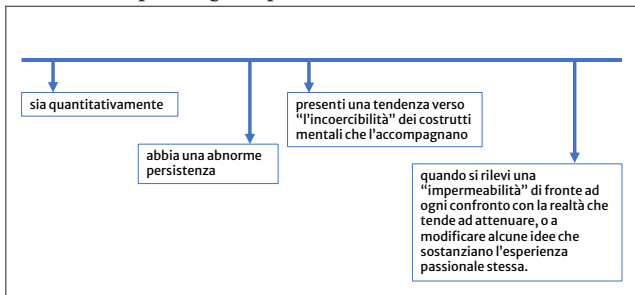 sia quantitativamente
abbia una abnorme
persistenza
presenti una tendenza verso
“l’incoercibilità” dei costrutti
mentali che l’accompagnano
quando si rilevi una
“impermeabilità” di fronte ad
ogni confronto con la realtà che
tende ad attenuare, o a
modificare alcune idee che
sostanziano l’esperienza
passionale stessa.